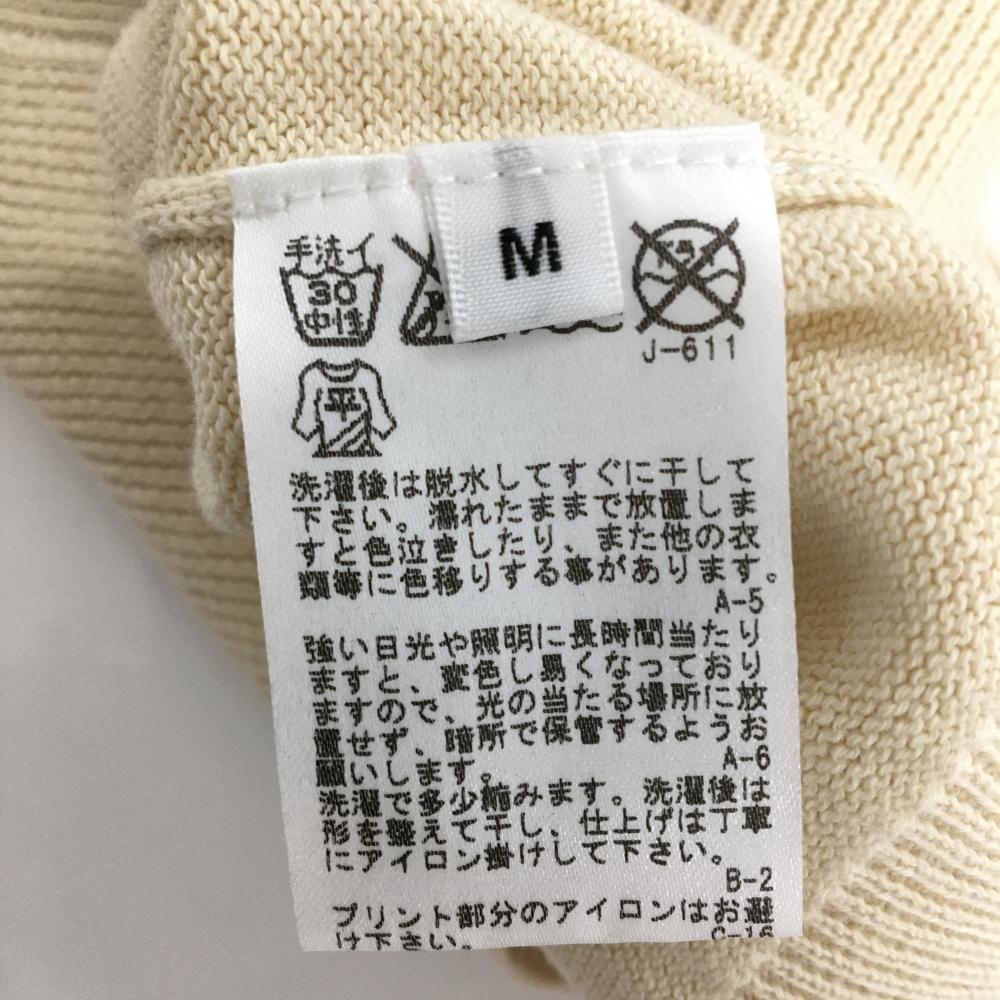 M
手洗イ
30
中性
J-611
平
洗濯後は脱水してすぐに干して
下さい。濡れたままで放置しま
すと色泣きしたり、また他の衣
類等に色移りする事があります。
A-5
強い日光や照明に長時間当たり
ますと、変色し易くなっており
ますので、光の当たる場所に放
置せず、暗所で保管するようお
願いします。
A-6
洗濯で多少縮みます。洗濯後は
形を整えて干し、仕上げは丁寧
にアイロン掛けして下さい。
B-2
プリント部分のアイロンはお避
け下さい。
C-16